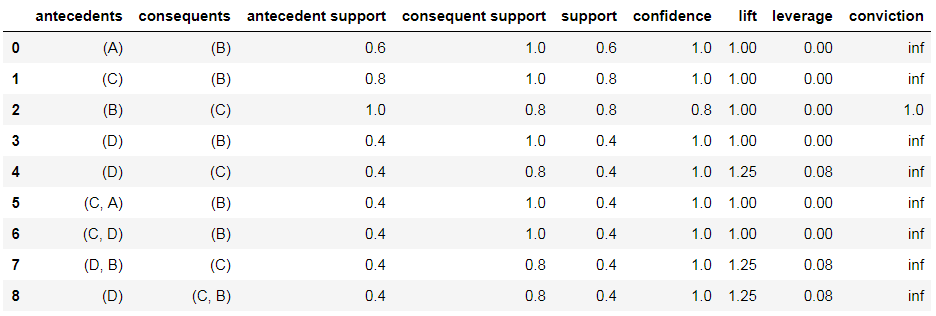 antecedents consequents antecedent support consequent support support confidence lift leverage conviction
0 (A) (B) 0.6 1.0 0.6 1.0 1.00 0.00 inf
1 (C) (B) 0.8 1.0 0.8 1.0 1.00 0.00 inf
2 (B) (C) 1.0 0.8 0.8 0.8 1.00 0.00 1.0
3 (D) (B) 0.4 1.0 0.4 1.0 1.00 0.00 inf
4 (D) (C) 0.4 0.8 0.4 1.0 1.25 0.08 inf
5 (C, A) (B) 0.4 1.0 0.4 1.0 1.00 0.00 inf
6 (C, D) (B) 0.4 1.0 0.4 1.0 1.00 0.00 inf
7 (D, B) (C) 0.4 0.8 0.4 1.0 1.25 0.08 inf
8 (D) (C, B) 0.4 0.8 0.4 1.0 1.25 0.08 inf